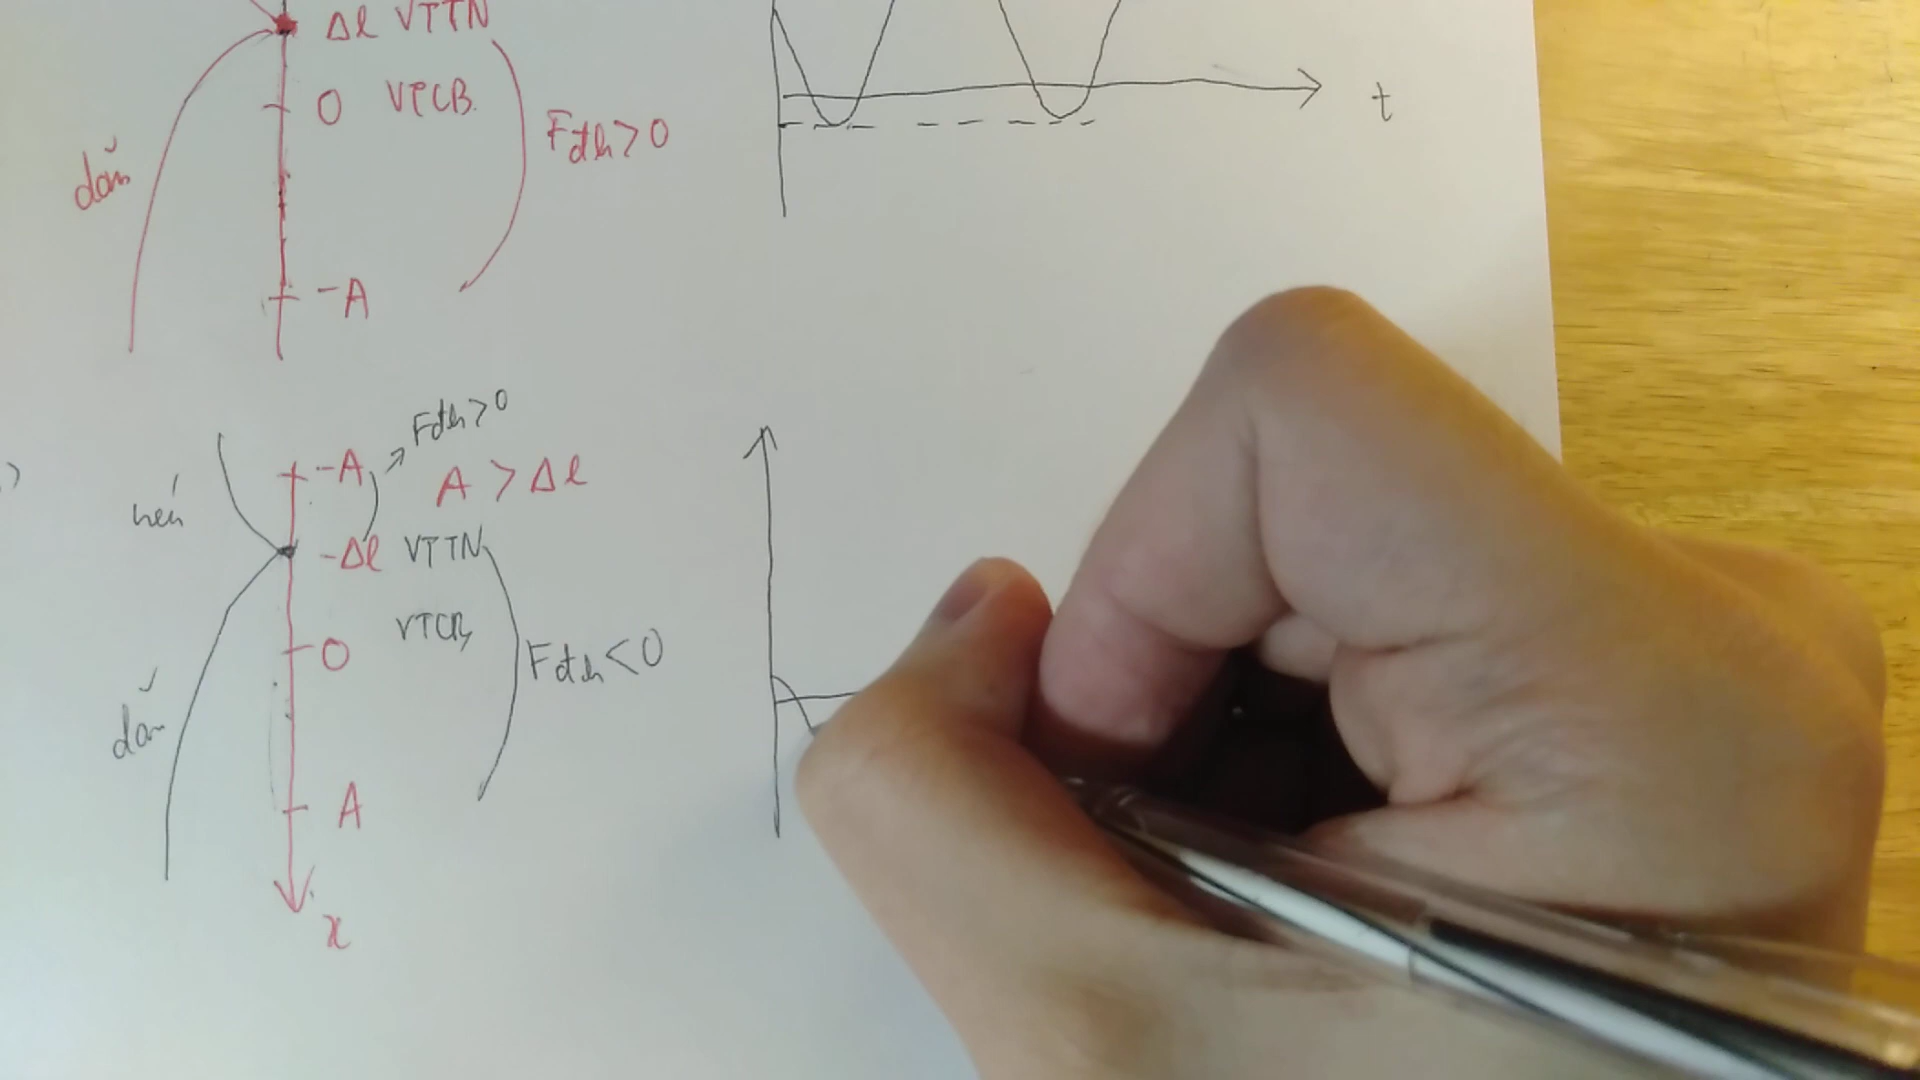 Δl VTTN
O VTCB
Fđh>0
t
dãn
-A
Fđh>0
-A
A > Δl
nén
-Δl VTTN
VTCB
O
Fđh<0
dãn
A
x